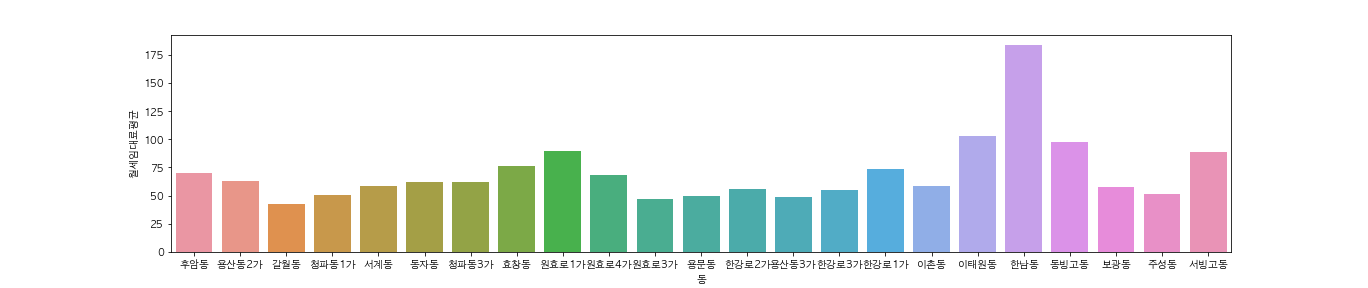 175
150
125
100
75
50
25
0
월세임대료평균
후암동 용산동2가 갈월동 청파동1가 서계동 동자동 청파동3가 효창동 원효로1가 원효로4가 원효로3가 용문동 한강로2가 용산동3가 한강로3가 한강로1가 이촌동 이태원동 한남동 동빙고동 보광동 주성동 서빙고동
동